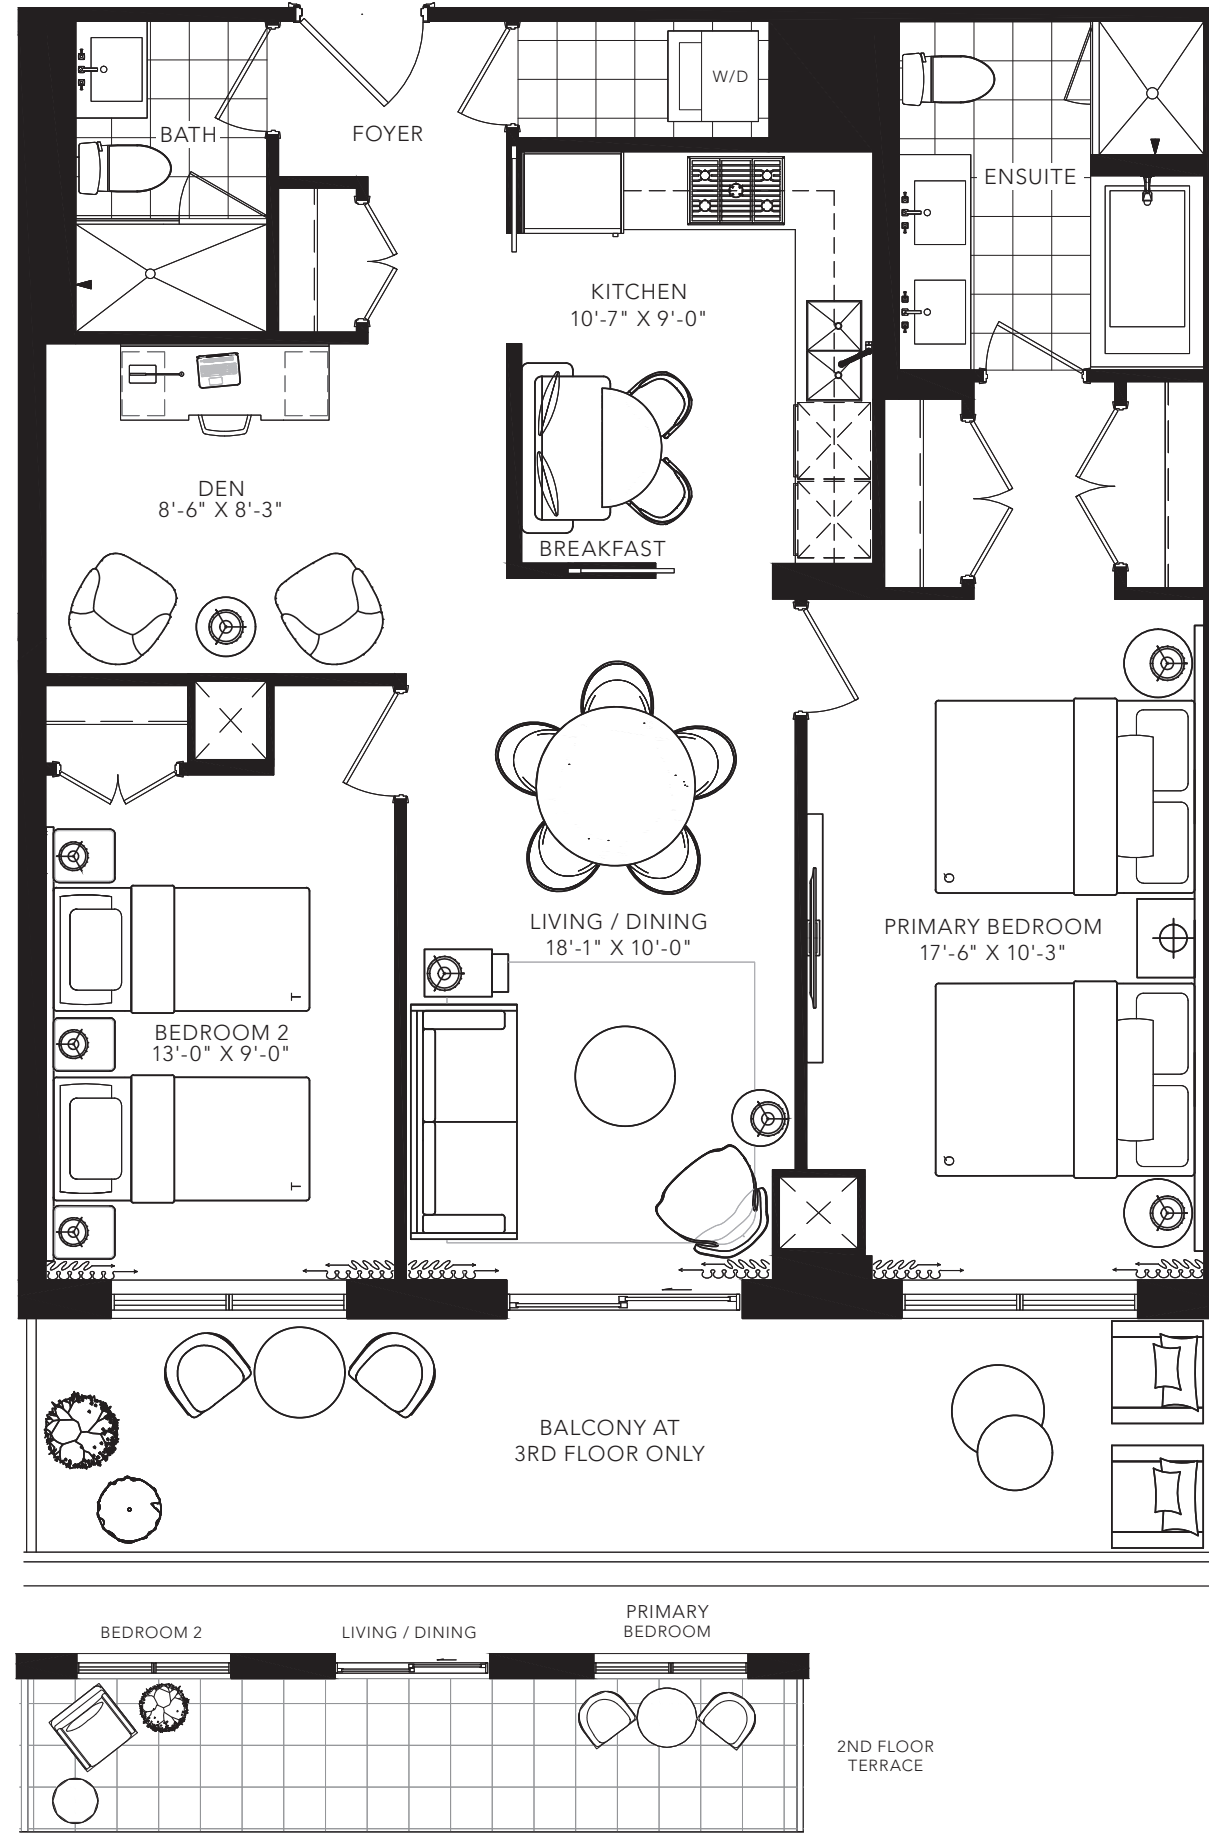 W/D
BATH
FOYER
ENSUITE
KITCHEN
10'-7" X 9'-0"
DEN
8'-6" X 8'-3"
BREAKFAST
LIVING / DINING
18'-1" X 10'-0"
PRIMARY BEDROOM
17'-6" X 10'-3"
BEDROOM 2
13'-0" X 9'-0"
BALCONY AT
3RD FLOOR ONLY
BEDROOM 2
LIVING / DINING
PRIMARY
BEDROOM
2ND FLOOR
TERRACE